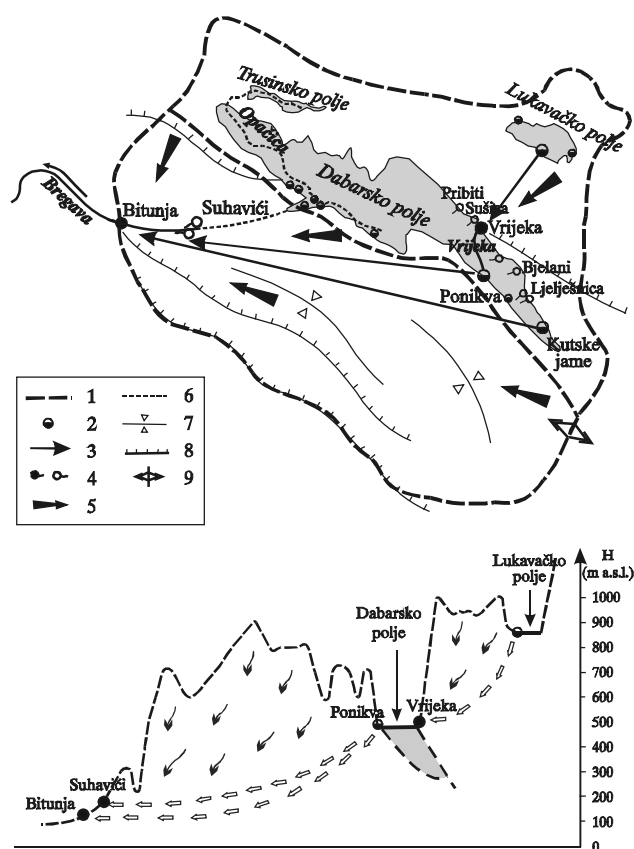 Trusinsko polje
Lukavačko polje
Opačica
Dabarsko polje
Pribiti
Sušica
Bregava
Bitunja
Suhavići
Vrijeka
Vrijeka
Bjelani
Ljelješnica
Ponikva
Kutske
jame
1
2
3
4
5
6
7
8
9
H
(m a.s.l.)
Lukavačko
polje
Dabarsko
polje
Ponikva
Vrijeka
Suhavići
Bitunja
1000
900
800
700
600
500
400
300
200
100
0